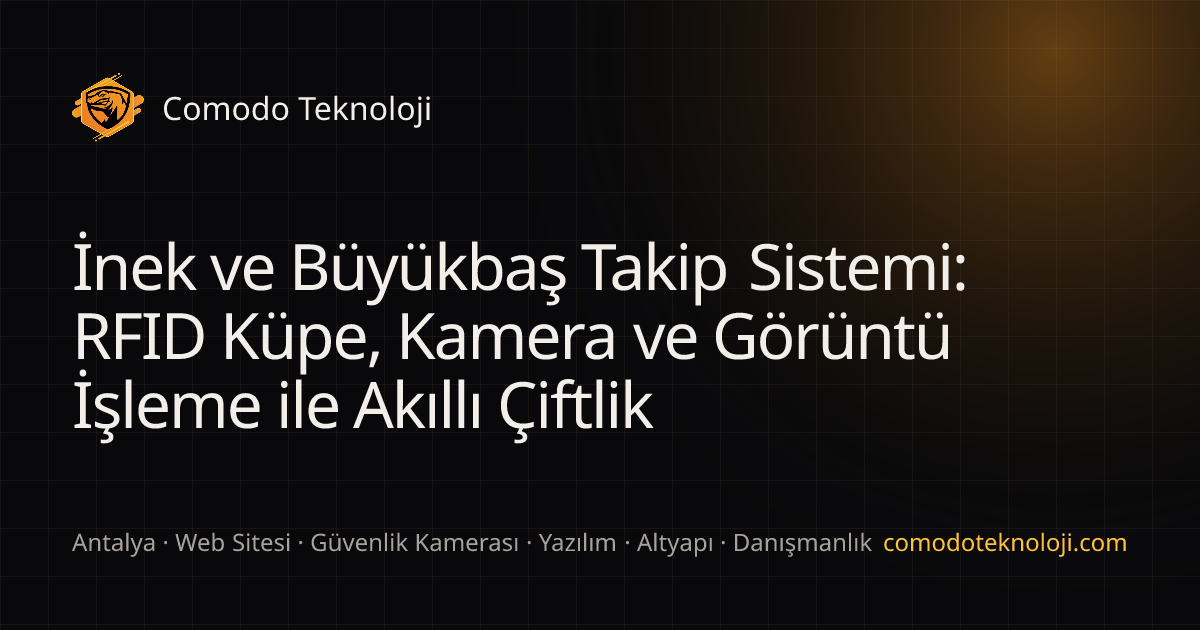 Comodo Teknoloji
İnek ve Büyükbaş Takip Sistemi:
RFID Küpe, Kamera ve Görüntü
İşleme ile Akıllı Çiftlik
Antalya · Web Sitesi · Güvenlik Kamerası · Yazılım · Altyapı · Danışmanlık comodoteknoloji.com